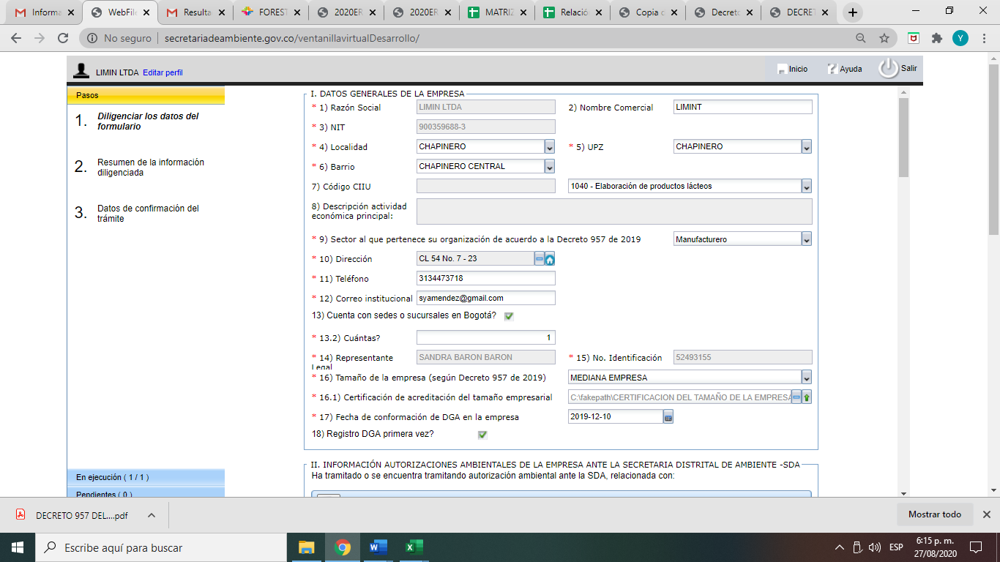 Informa
WebFile
Resulta
FOREST
2020ER
2020ER
MATRIZ
Relació
Copia d
Decreto
DECRET
No seguro
secretariadeambiente.gov.co/ventanillavirtualDesarrollo/
Y
LIMIN LTDA Editar perfil
Inicio
Ayuda
Salir
Pasos
1. Diligenciar los datos del
formulario
2. Resumen de la información
diligenciada
3. Datos de confirmación del
trámite
En ejecución ( 1 / 1 )
Pendientes ( 0 )
I. DATOS GENERALES DE LA EMPRESA
* 1) Razón Social LIMIN LTDA 2) Nombre Comercial LIMINT
* 3) NIT 900359688-3
* 4) Localidad CHAPINERO * 5) UPZ CHAPINERO
* 6) Barrio CHAPINERO CENTRAL
7) Código CIIU 1040 - Elaboración de productos lácteos
8) Descripción actividad
económica principal:
* 9) Sector al que pertenece su organización de acuerdo a la Decreto 957 de 2019 Manufacturero
* 10) Dirección CL 54 No. 7 - 23
* 11) Teléfono 3134473718
* 12) Correo institucional syamendez@gmail.com
13) Cuenta con sedes o sucursales en Bogotá?
* 13.2) Cuántas? 1
* 14) Representante SANDRA BARON BARON * 15) No. Identificación 52493155
Legal
* 16) Tamaño de la empresa (según Decreto 957 de 2019) MEDIANA EMPRESA
* 16.1) Certificación de acreditación del tamaño empresarial C:\fakepath\CERTIFICACION DEL TAMAÑO DE LA EMPRESA
* 17) Fecha de conformación de DGA en la empresa 2019-12-10
18) Registro DGA primera vez?
II. INFORMACIÓN AUTORIZACIONES AMBIENTALES DE LA EMPRESA ANTE LA SECRETARIA DISTRITAL DE AMBIENTE -SDA
Ha tramitado o se encuentra tramitando autorización ambiental ante la SDA, relacionada con:
DECRETO 957 DEL....pdf
Mostrar todo
Escribe aquí para buscar
ESP
6:15 p. m.
27/08/2020